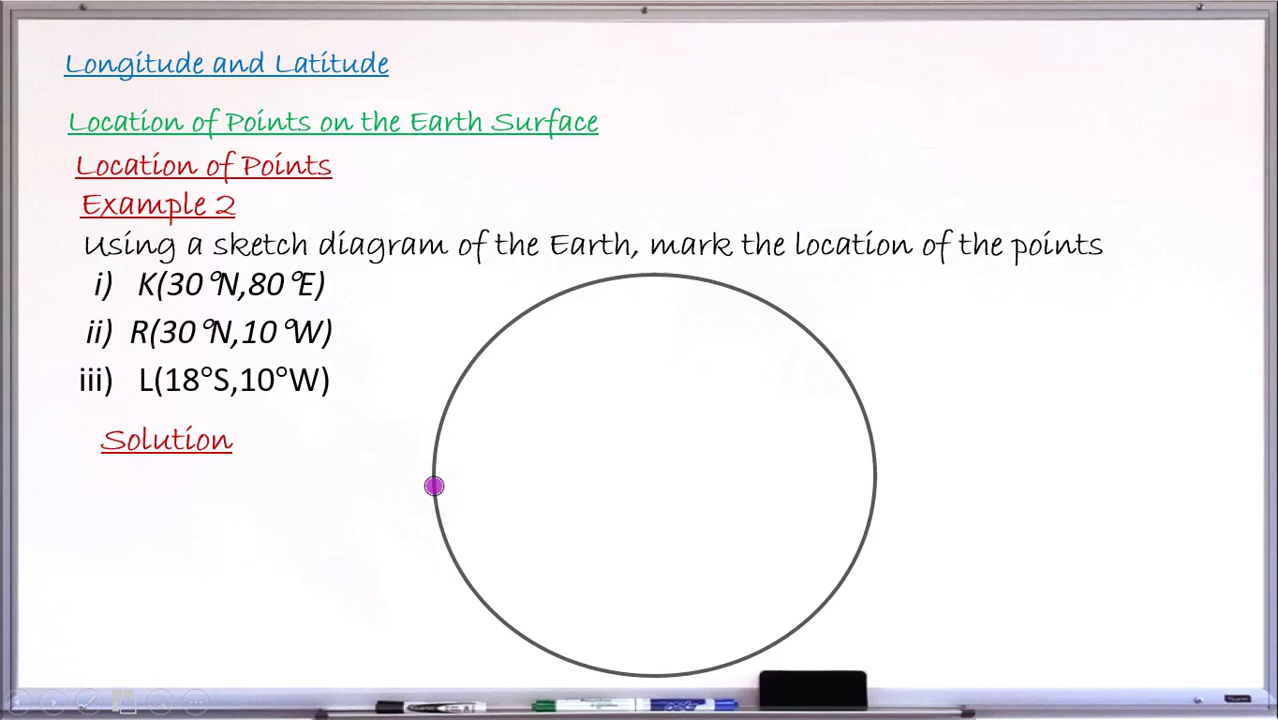 Longitude and Latitude
Location of Points on the Earth Surface
Location of Points
Example 2
Using a sketch diagram of the Earth, mark the location of the points
i) K(30°N,80°E)
ii) R(30°N,10°W)
iii) L(18°S,10°W)
Solution